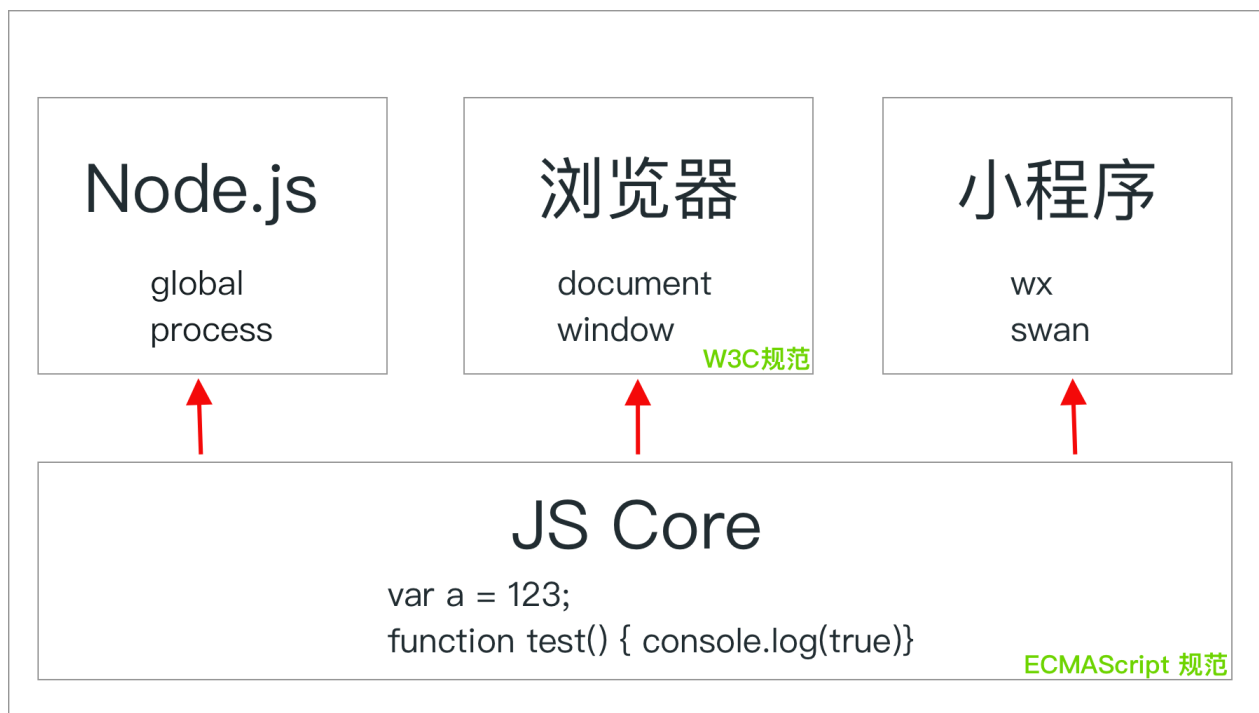 Node.js
global
process
浏览器
document
window
W3C规范
小程序
wx
swan
JS Core
var a = 123;
function test() { console.log(true)}
ECMAScript 规范